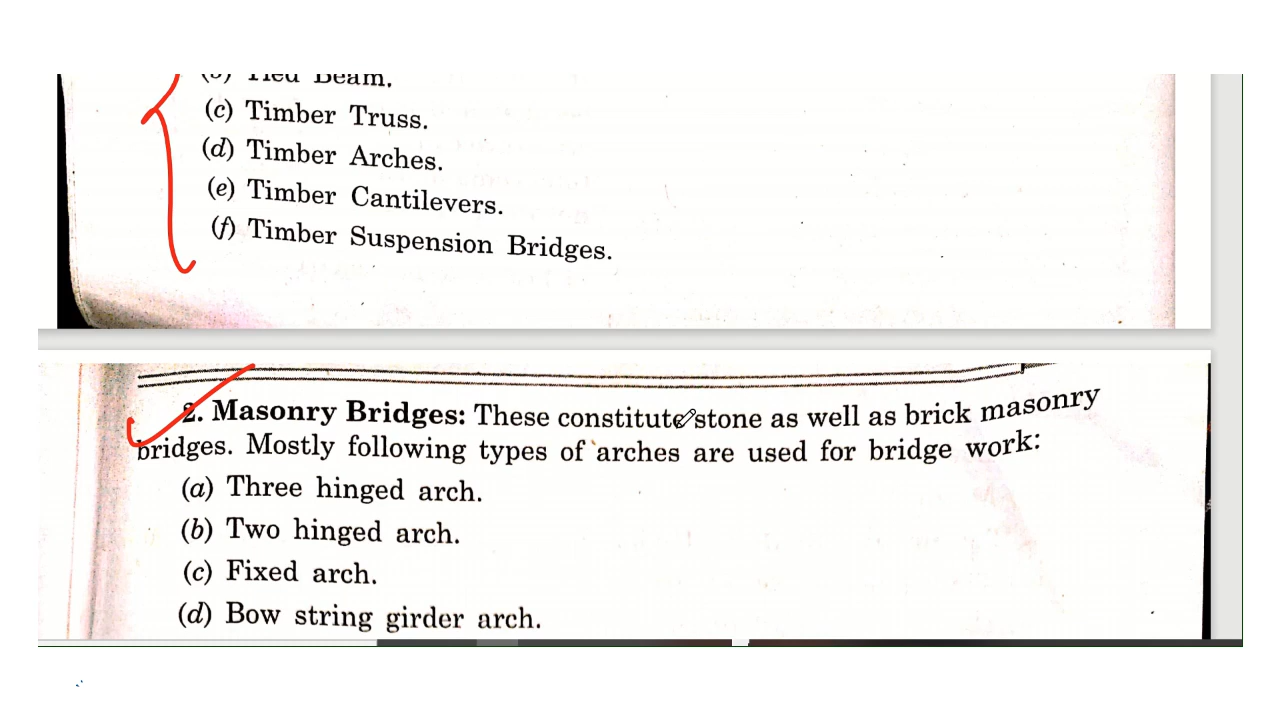 (b) Tied Beam.
(c) Timber Truss.
(d) Timber Arches.
(e) Timber Cantilevers.
(f) Timber Suspension Bridges.
2. Masonry Bridges: These constitute stone as well as brick masonry
bridges. Mostly following types of arches are used for bridge work:
(a) Three hinged arch.
(b) Two hinged arch.
(c) Fixed arch.
(d) Bow string girder arch.